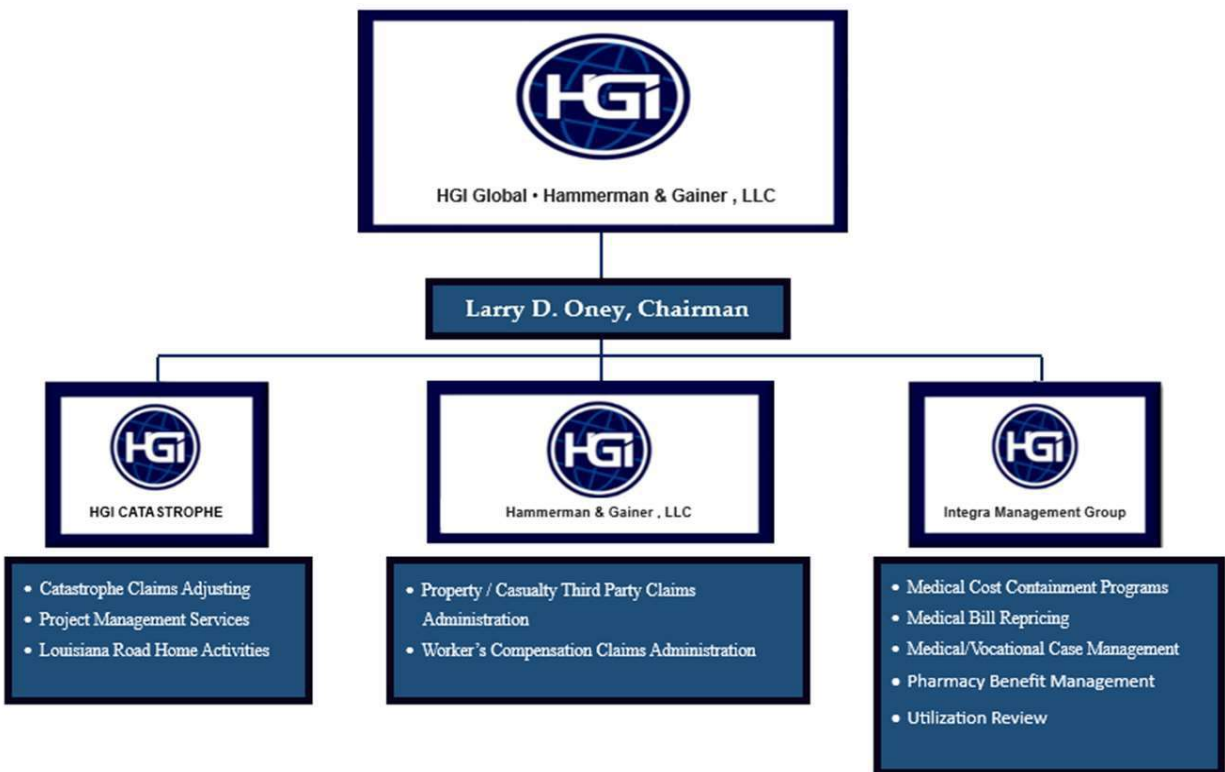 HGI
HGI Global • Hammerman & Gainer , LLC
Larry D. Oney, Chairman
HGI
HGI CATASTROPHE
HGI
Hammerman & Gainer , LLC
HGI
Integra Management Group
• Catastrophe Claims Adjusting
• Project Management Services
• Louisiana Road Home Activities
• Property / Casualty Third Party Claims
Administration
• Worker's Compensation Claims Administration
• Medical Cost Containment Programs
• Medical Bill Repricing
• Medical/Vocational Case Management
• Pharmacy Benefit Management
• Utilization Review